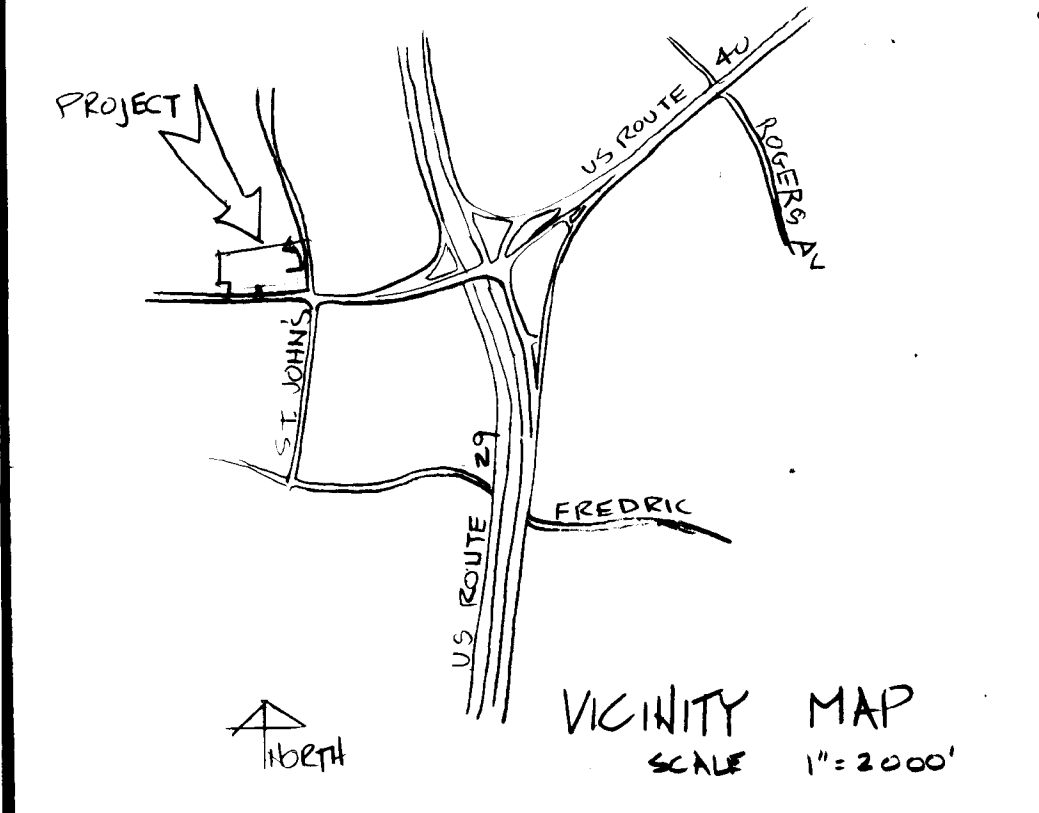 PROJECT
US ROUTE 40
ROGERS AV
ST. JOHN'S
US ROUTE 29
FREDRIC
NORTH
VICINITY MAP
SCALE 1"=2000'